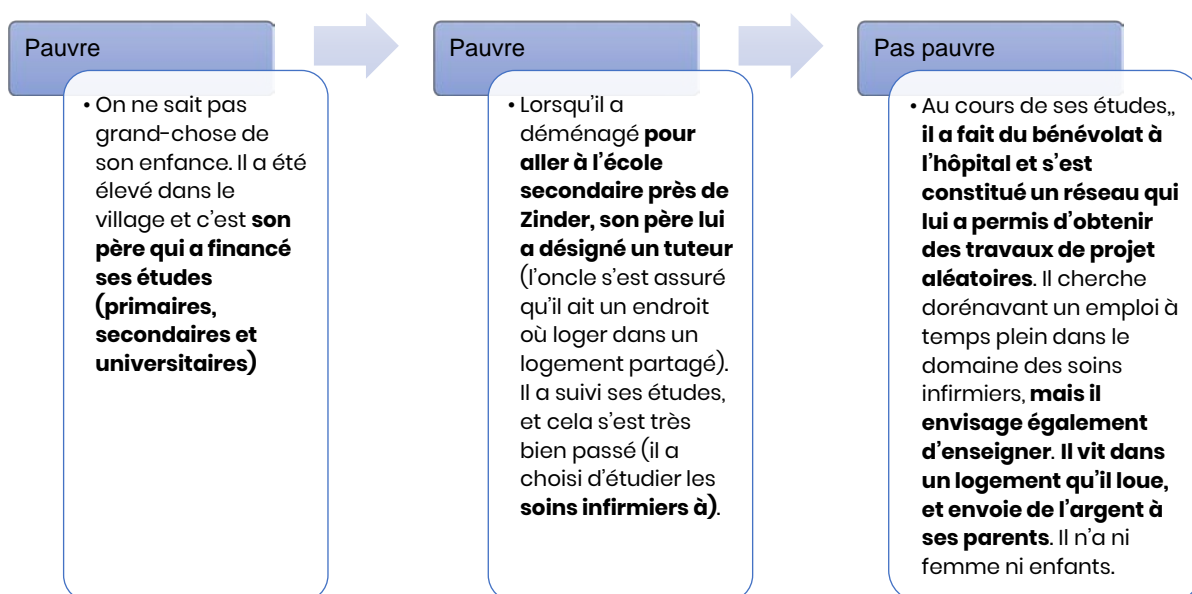 Pauvre
• On ne sait pas
grand-chose de
son enfance. Il a été
élevé dans le
village et c’est son
père qui a financé
ses études
(primaires,
secondaires et
universitaires)
Pauvre
• Lorsqu’il a
déménagé pour
aller à l’école
secondaire près de
Zinder, son père lui
a désigné un tuteur
(l’oncle s’est assuré
qu’il ait un endroit
où loger dans un
logement partagé).
Il a suivi ses études,
et cela s’est très
bien passé (il a
choisi d’étudier les
soins infirmiers à).
Pas pauvre
• Au cours de ses études,,
il a fait du bénévolat à
l’hôpital et s’est
constitué un réseau qui
lui a permis d’obtenir
des travaux de projet
aléatoires. Il cherche
dorénavant un emploi à
temps plein dans le
domaine des soins
infirmiers, mais il
envisage également
d’enseigner. Il vit dans
un logement qu’il loue,
et envoie de l’argent à
ses parents. Il n’a ni
femme ni enfants.